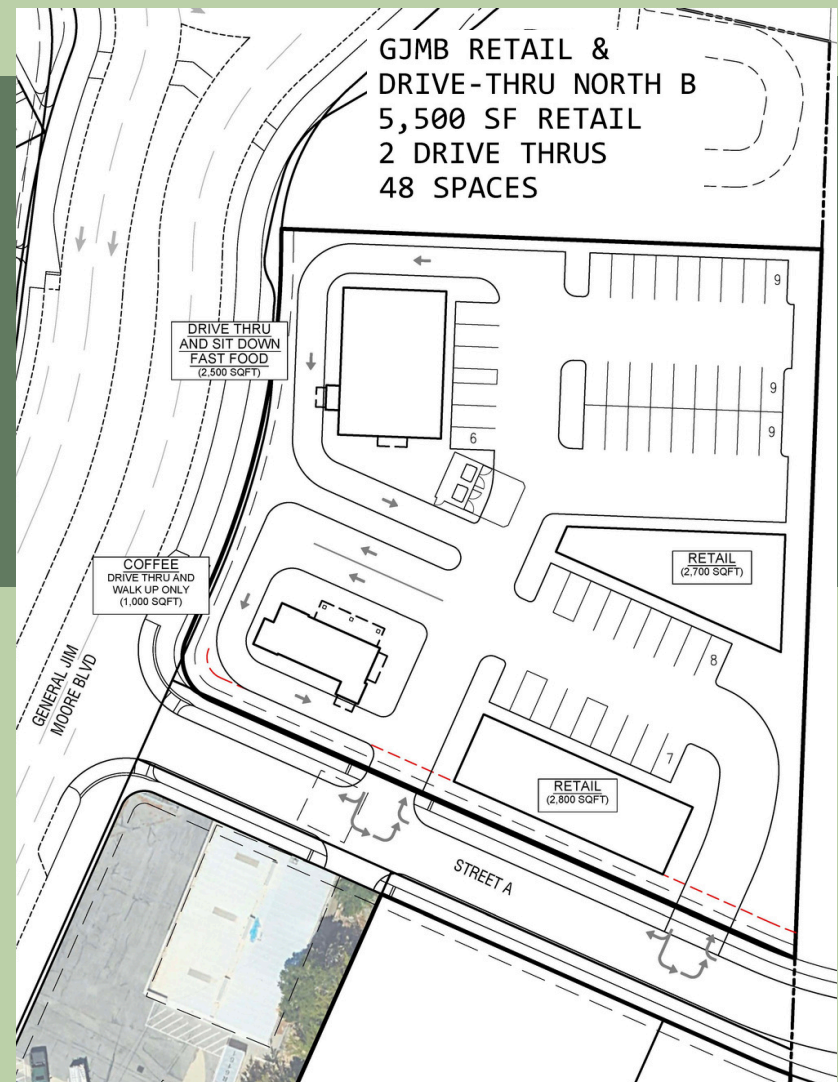 GJMB RETAIL &
DRIVE-THRU NORTH B
5,500 SF RETAIL
2 DRIVE THRUS
48 SPACES
9
DRIVE THRU
AND SIT DOWN
FAST FOOD
(2,500 SQFT)
9
9
6
COFFEE
DRIVE THRU AND
WALK UP ONLY
(1,000 SQFT)
RETAIL
(2,700 SQFT)
8
GENERAL JIM
MOORE BLVD
7
RETAIL
(2,800 SQFT)
STREET A